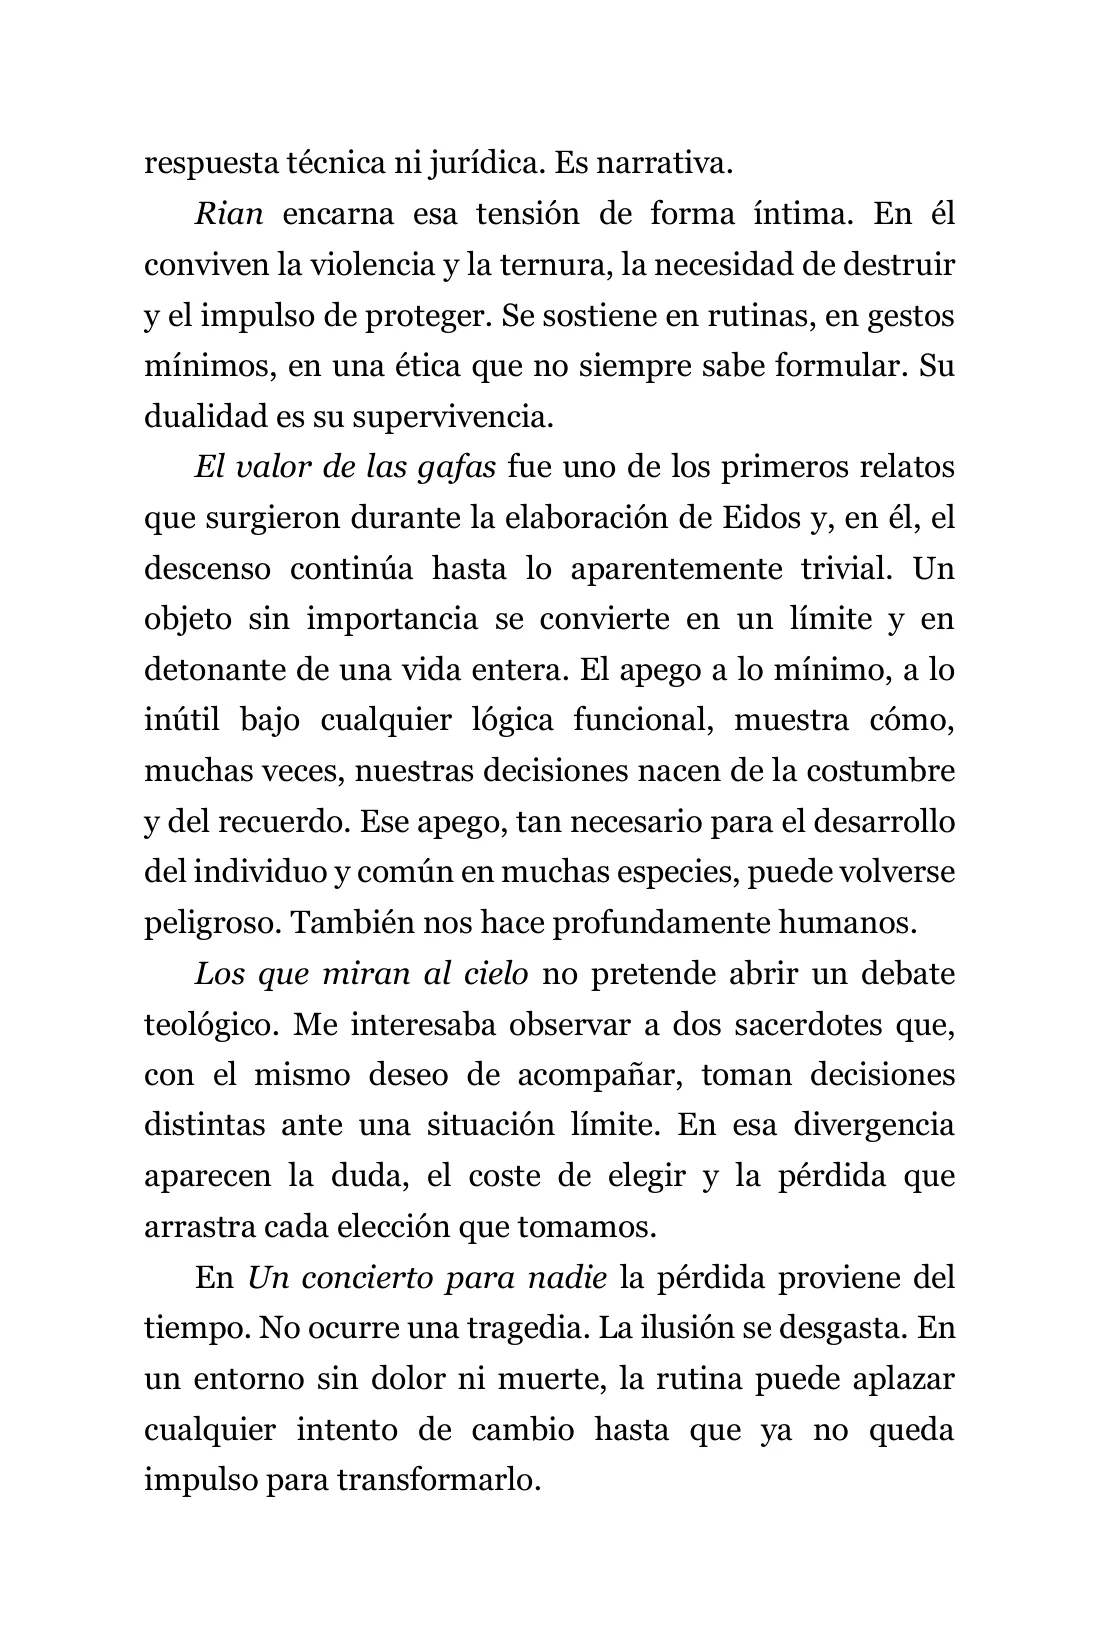 respuesta técnica ni jurídica. Es narrativa.
Rian encarna esa tensión de forma íntima. En él
conviven la violencia y la ternura, la necesidad de destruir
y el impulso de proteger. Se sostiene en rutinas, en gestos
mínimos, en una ética que no siempre sabe formular. Su
dualidad es su supervivencia.
El valor de las gafas fue uno de los primeros relatos
que surgieron durante la elaboración de Eidos y, en él, el
descenso continúa hasta lo aparentemente trivial. Un
objeto sin importancia se convierte en un límite y en
detonante de una vida entera. El apego a lo mínimo, a lo
inútil bajo cualquier lógica funcional, muestra cómo,
muchas veces, nuestras decisiones nacen de la costumbre
y del recuerdo. Ese apego, tan necesario para el desarrollo
del individuo y común en muchas especies, puede volverse
peligroso. También nos hace profundamente humanos.
Los que miran al cielo no pretende abrir un debate
teológico. Me interesaba observar a dos sacerdotes que,
con el mismo deseo de acompañar, toman decisiones
distintas ante una situación límite. En esa divergencia
aparecen la duda, el coste de elegir y la pérdida que
arrastra cada elección que tomamos.
En Un concierto para nadie la pérdida proviene del
tiempo. No ocurre una tragedia. La ilusión se desgasta. En
un entorno sin dolor ni muerte, la rutina puede aplazar
cualquier intento de cambio hasta que ya no queda
impulso para transformarlo.